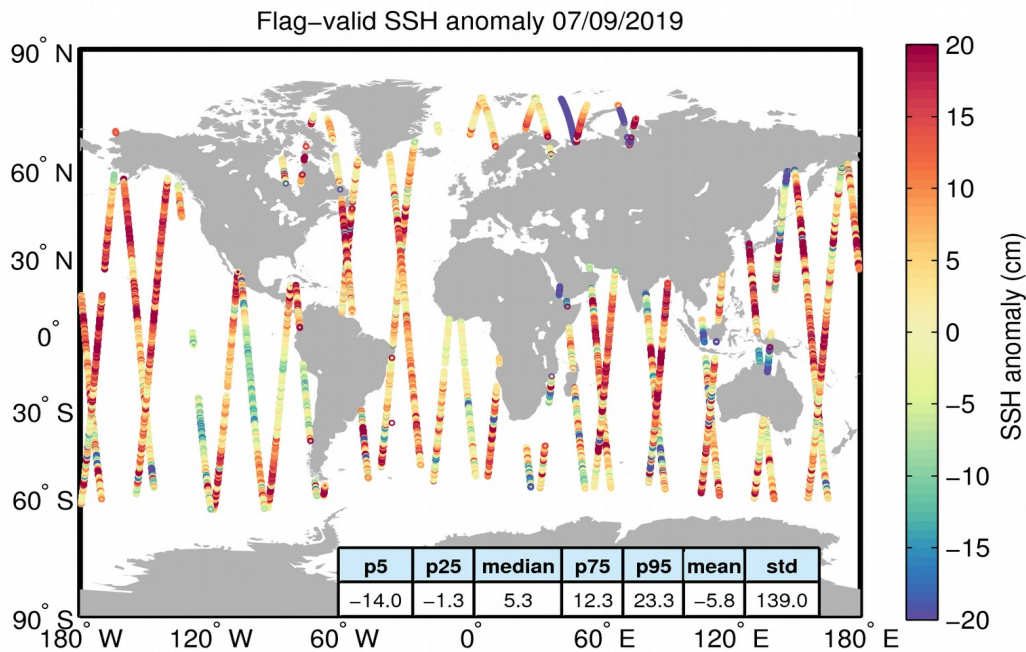 Flag−valid SSH anomaly 07/09/2019
90° N
60° N
30° N
0°
30° S
60° S
90° S
180° W
120° W
60° W
0°
60° E
120° E
180° E
p5 p25 median p75 p95 mean std
−14.0 −1.3 5.3 12.3 23.3 −5.8 139.0
20
15
10
5
0
−5
−10
−15
−20
SSH anomaly (cm)